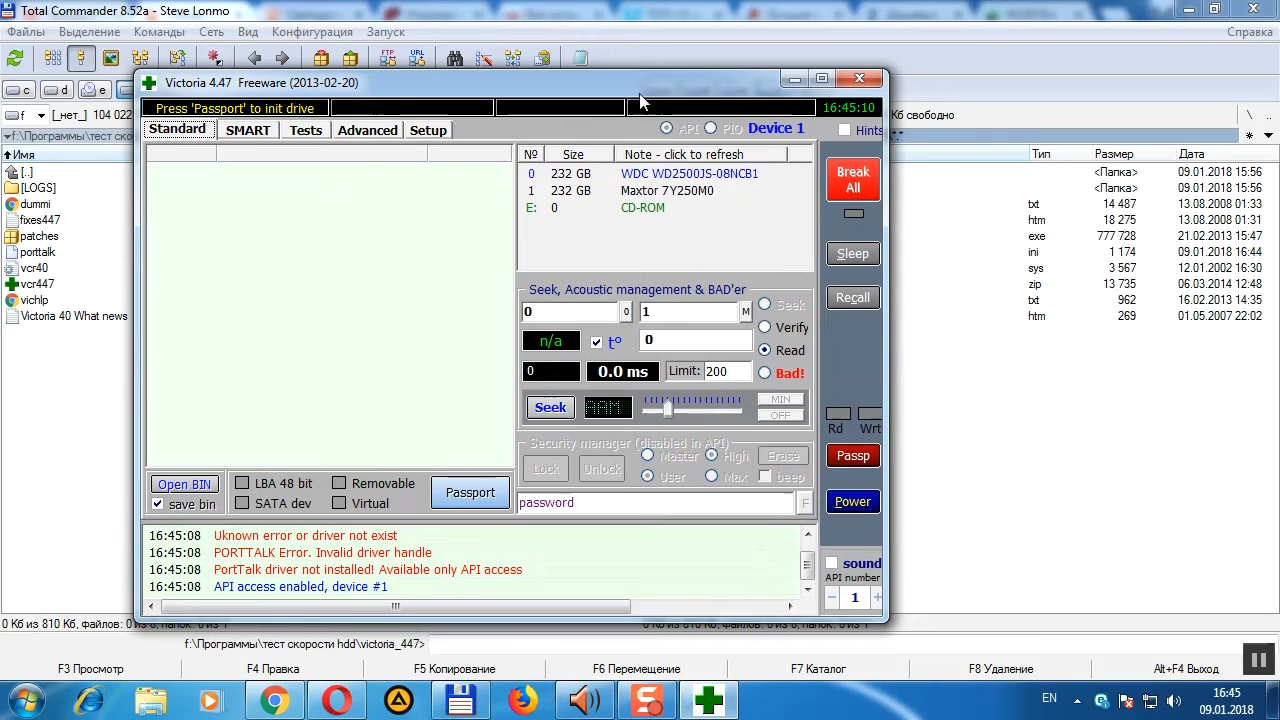 Total Commander 8.52a - Steve Lonmo
Файлы Выделение Команды Сеть Вид Конфигурация Запуск Справка
FTP URL
c d e
f [_нет_] 104 022
f:\Программы\тест ско
Имя Тип Размер Дата
[..] <Папка> 09.01.2018 15:56
[LOGS] <Папка> 09.01.2018 15:56
dummi txt 14 487 13.08.2008 01:33
fixes447 htm 18 275 13.08.2008 01:31
patches exe 777 728 21.02.2013 15:47
porttalk ini 1 174 09.01.2018 16:44
vcr40 sys 3 567 12.01.2002 16:30
vcr447 zip 13 735 06.03.2014 12:48
vichlp txt 962 16.02.2013 14:35
Victoria 40 What news htm 269 01.05.2007 22:02
Victoria 4.47 Freeware (2013-02-20)
Press 'Passport' to init drive 16:45:10
Standard SMART Tests Advanced Setup API PIO Device 1 Hints
Nº Size Note - click to refresh
0 232 GB WDC WD2500JS-08NCB1
1 232 GB Maxtor 7Y250M0
E: 0 CD-ROM
Break All
Sleep
Recall
Seek, Acoustic management & BAD'er
0 0 1 M Seek
n/a t° 0 Verify
Read
0 0.0 ms Limit: 200 Bad!
Seek MIN
OFF
Rd Wrt
Security manager (disabled in API)
Lock Unlock Master High Erase
User Max beep
Passp
Open BIN LBA 48 bit Removable Passport
save bin SATA dev Virtual
password F
Power
16:45:08 Uknown error or driver not exist
16:45:08 PORTTALK Error. Invalid driver handle
16:45:08 PortTalk driver not installed! Available only API access
16:45:08 API access enabled, device #1
sound
API number
1
f:\Программы\тест скорости hdd\victoria_447>
F3 Просмотр F4 Правка F5 Копирование F6 Перемещение F7 Каталог F8 Удаление Alt+F4 Выход
EN 16:45
09.01.2018